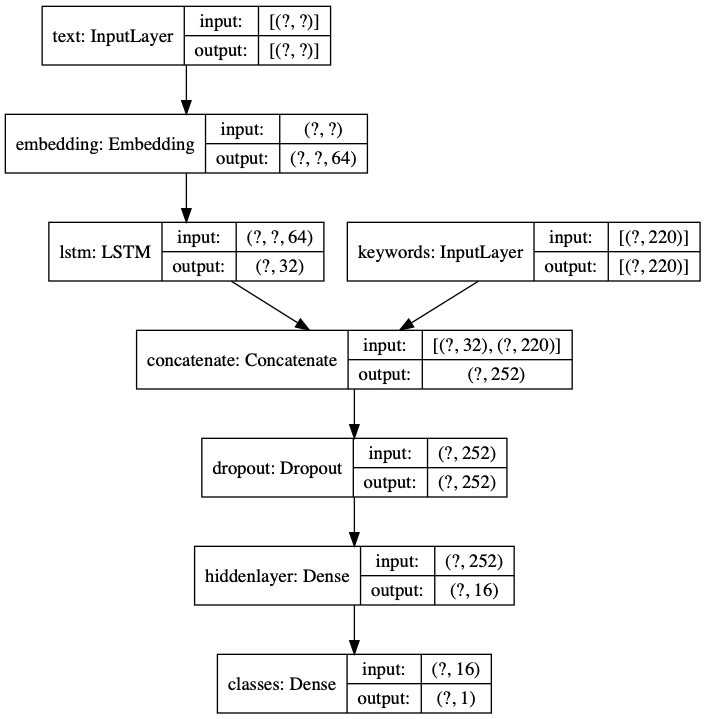 text: InputLayer
input: [(?, ?)]
output: [(?, ?)]
embedding: Embedding
input: (?, ?)
output: (?, ?, 64)
lstm: LSTM
input: (?, ?, 64)
output: (?, 32)
keywords: InputLayer
input: [(?, 220)]
output: [(?, 220)]
concatenate: Concatenate
input: [(?, 32), (?, 220)]
output: (?, 252)
dropout: Dropout
input: (?, 252)
output: (?, 252)
hiddenlayer: Dense
input: (?, 252)
output: (?, 16)
classes: Dense
input: (?, 16)
output: (?, 1)